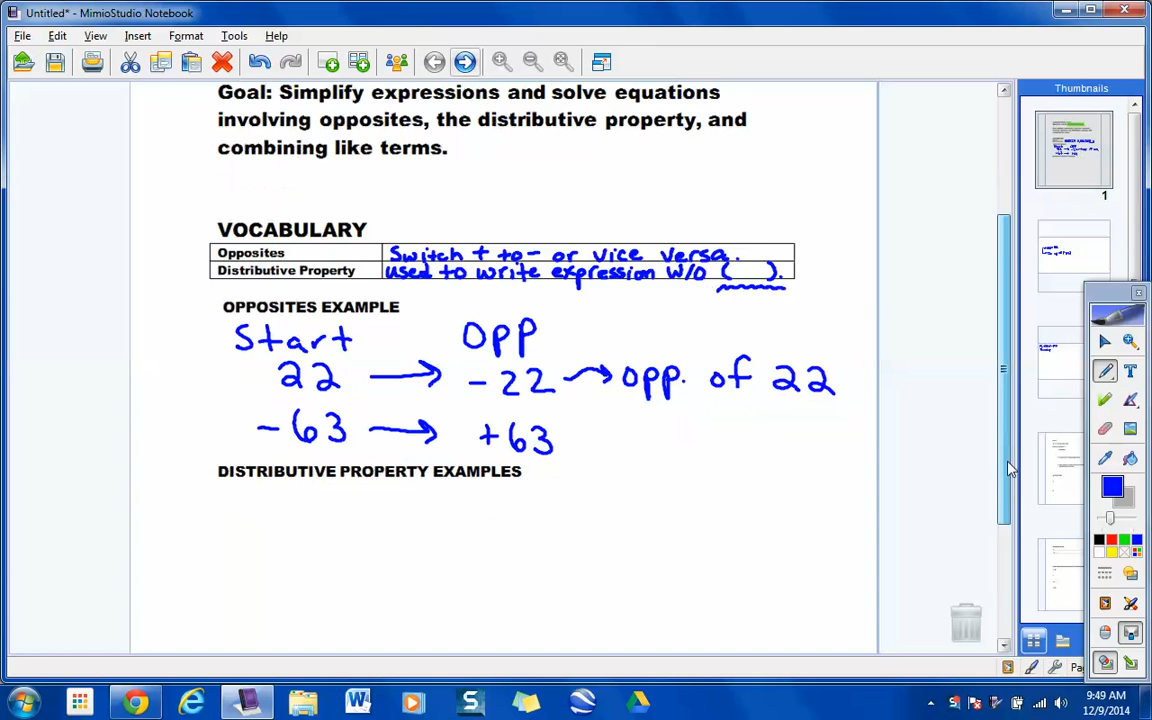 Untitled* - MimioStudio Notebook
File Edit View Insert Format Tools Help
Thumbnails
Goal: Simplify expressions and solve equations
involving opposites, the distributive property, and
combining like terms.
1
VOCABULARY
Opposites Switch + to - or vice versa.
Distributive Property used to write expression w/o ( ).
OPPOSITES EXAMPLE
Start Opp
22 → -22 → opp. of 22
-63 → +63
DISTRIBUTIVE PROPERTY EXAMPLES
Pa
9:49 AM
12/9/2014